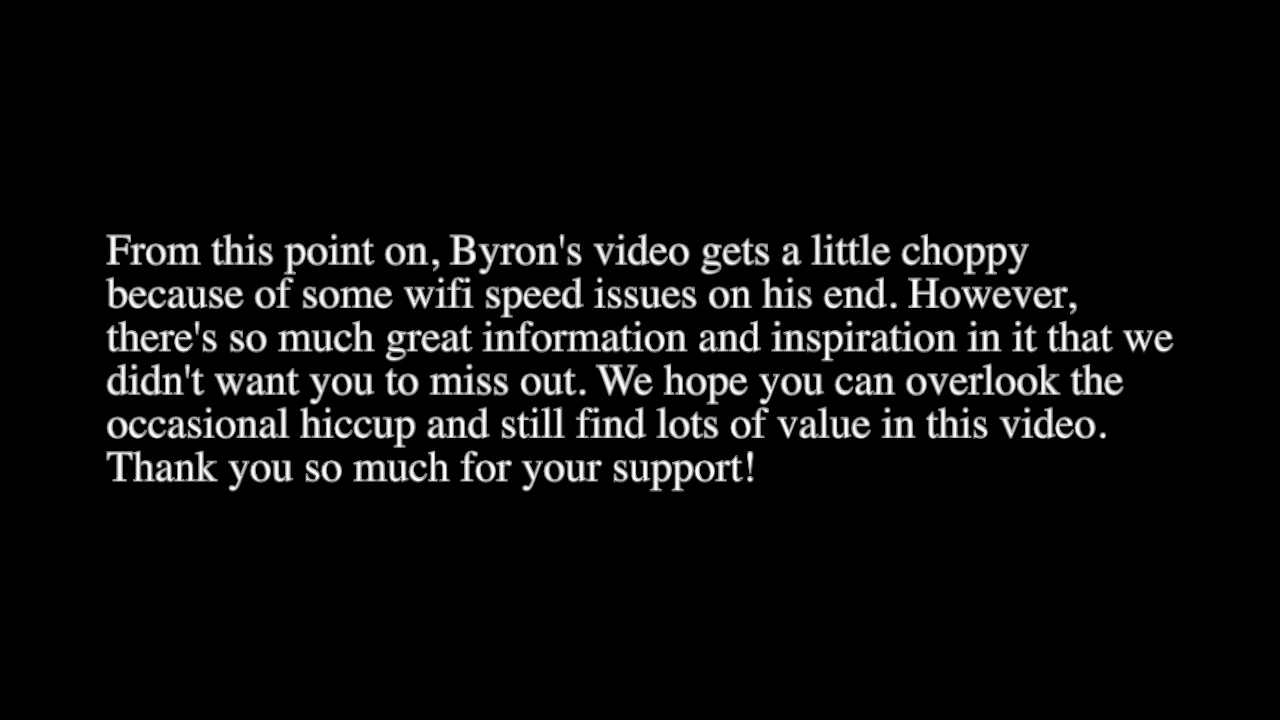 From this point on, Byron's video gets a little choppy
because of some wifi speed issues on his end. However,
there's so much great information and inspiration in it that we
didn't want you to miss out. We hope you can overlook the
occasional hiccup and still find lots of value in this video.
Thank you so much for your support!